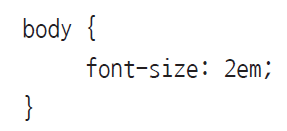 body {
    font-size: 2em;
}